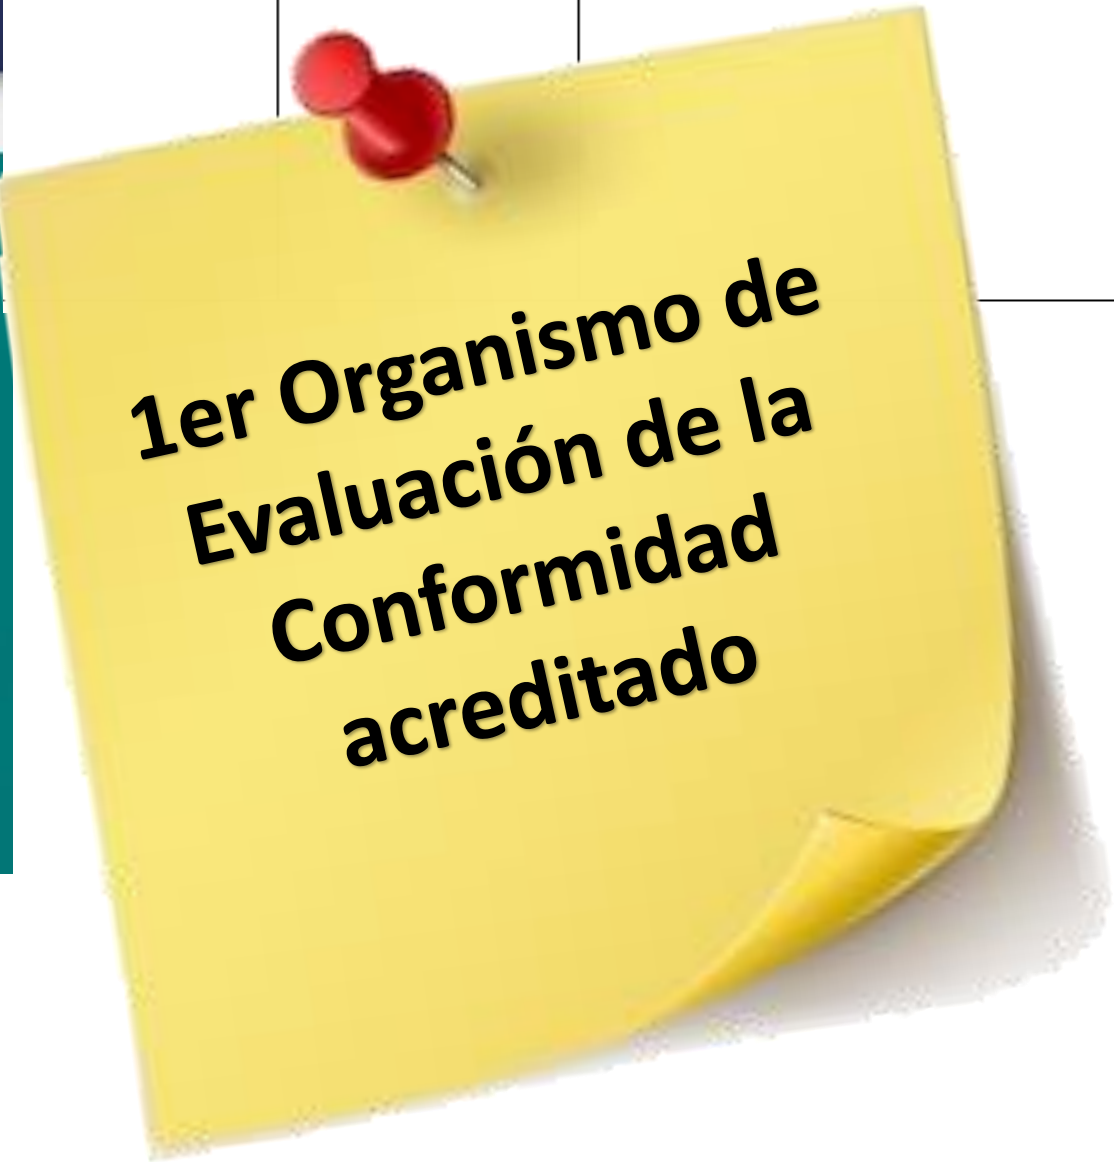 1er Organismo de
Evaluación de la
Conformidad
acreditado